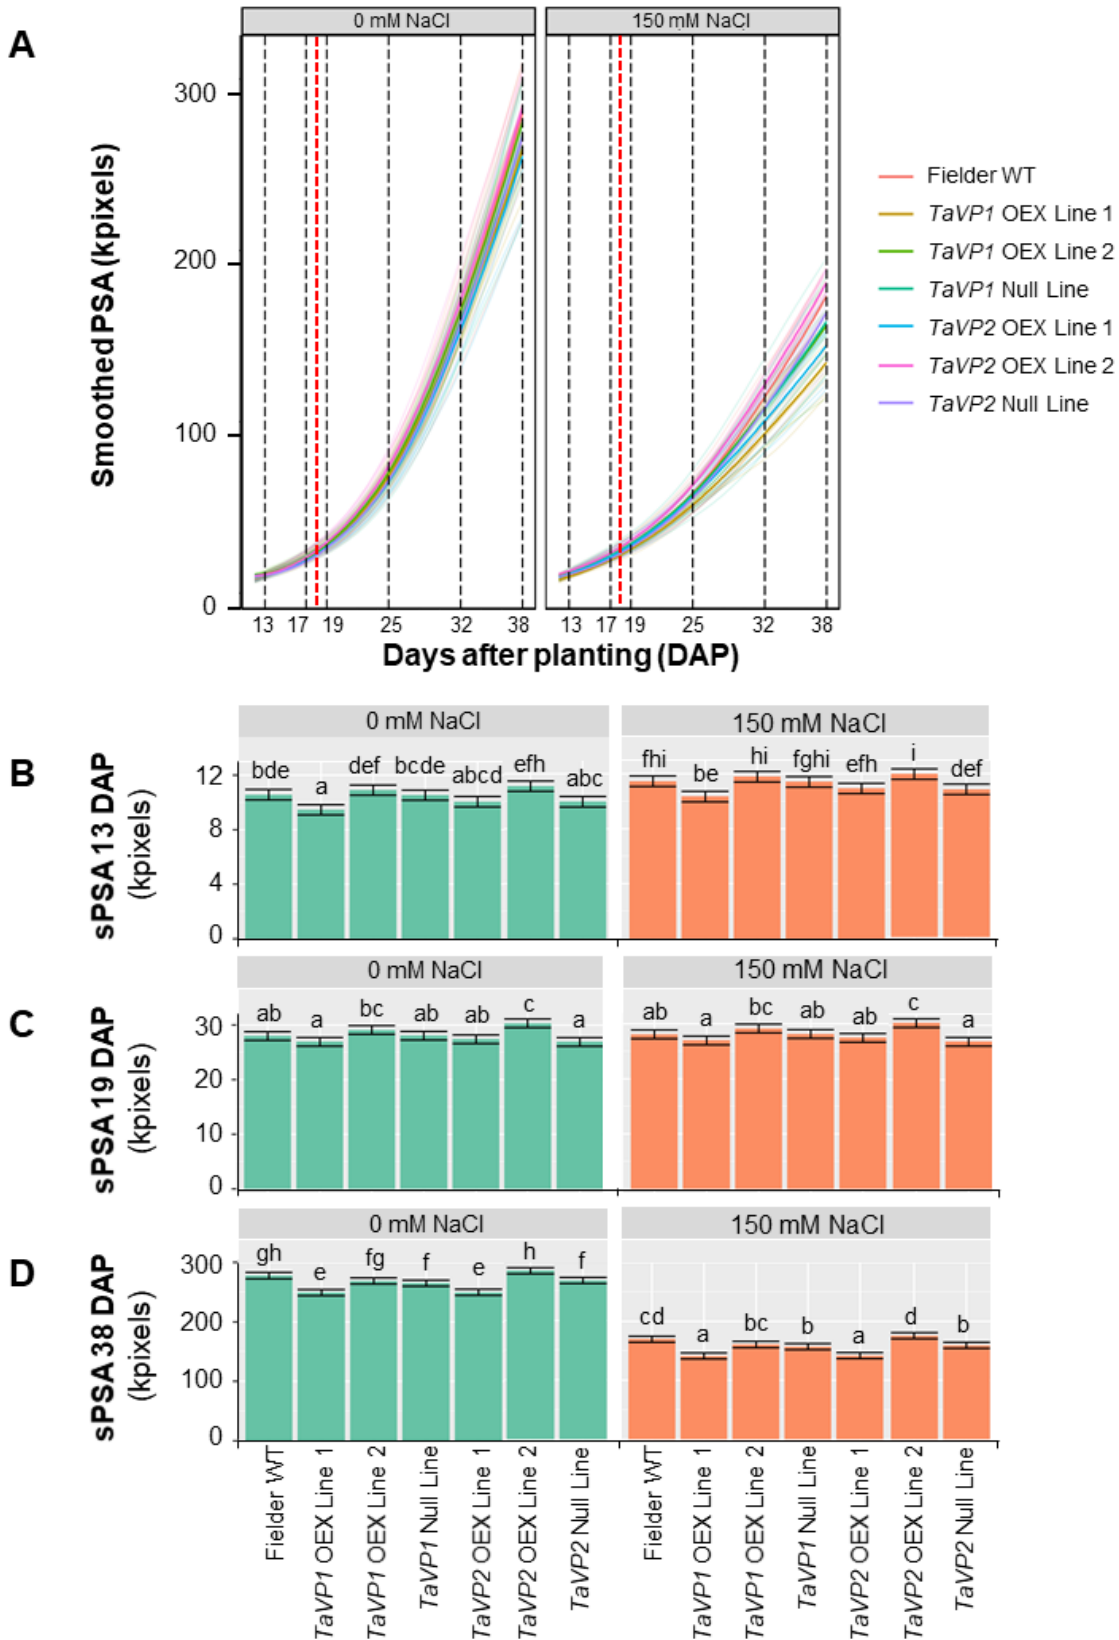 A
0 mM NaCl
150 mM NaCl
Smoothed PSA (kpixels)
300
200
100
0
13 17 19 25 32 38
13 17 19 25 32 38
Days after planting (DAP)
Fielder WT
TaVP1 OEX Line 1
TaVP1 OEX Line 2
TaVP1 Null Line
TaVP2 OEX Line 1
TaVP2 OEX Line 2
TaVP2 Null Line
B
sPSA 13 DAP
(kpixels)
0 mM NaCl
150 mM NaCl
12
8
4
0
bde a def bcde abcd efh abc
fhi be hi fghi efh i def
C
sPSA 19 DAP
(kpixels)
0 mM NaCl
150 mM NaCl
30
20
10
0
ab a bc ab ab c a
ab a bc ab ab c a
D
sPSA 38 DAP
(kpixels)
0 mM NaCl
150 mM NaCl
300
200
100
0
gh e fg f e h f
cd a bc b a d b
Fielder WT
TaVP1 OEX Line 1
TaVP1 OEX Line 2
TaVP1 Null Line
TaVP2 OEX Line 1
TaVP2 OEX Line 2
TaVP2 Null Line
Fielder WT
TaVP1 OEX Line 1
TaVP1 OEX Line 2
TaVP1 Null Line
TaVP2 OEX Line 1
TaVP2 OEX Line 2
TaVP2 Null Line